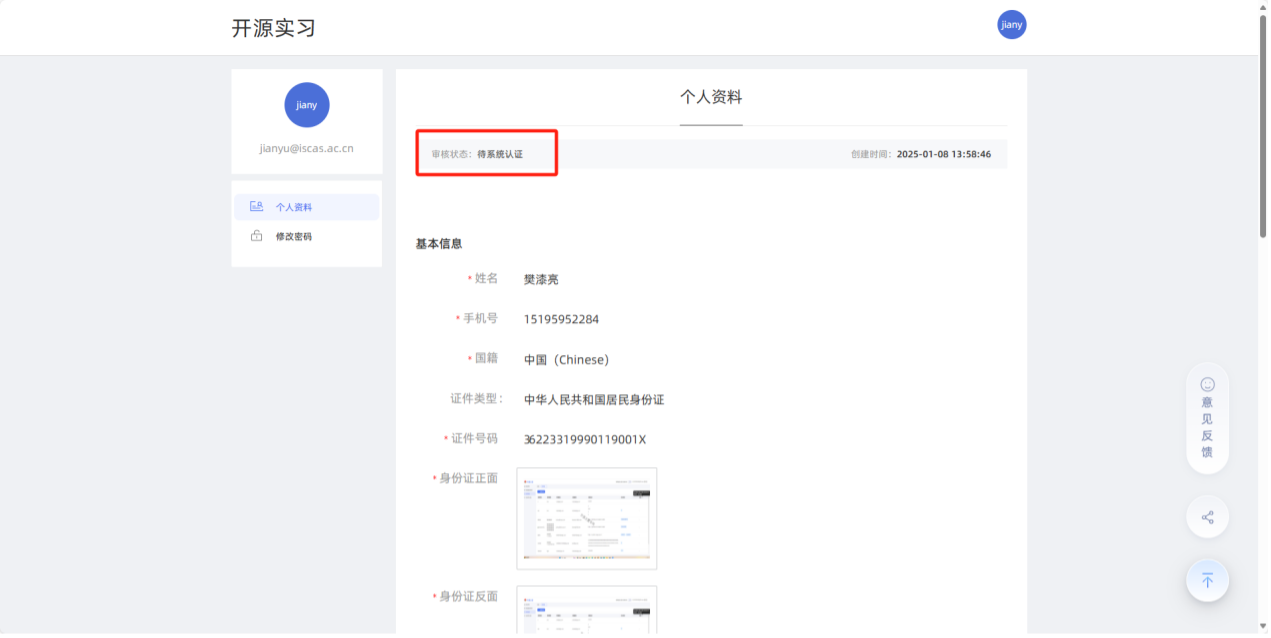 开源实习
jiany
jiany
jianyu@iscas.ac.cn
个人资料
修改密码
个人资料
审核状态： 待系统认证
创建时间： 2025-01-08 13:58:46
基本信息
* 姓名 樊漆亮
* 手机号 15195952284
* 国籍 中国（Chinese）
证件类型： 中华人民共和国居民身份证
* 证件号码 36223319990119001X
* 身份证正面
* 身份证反面
意见反馈